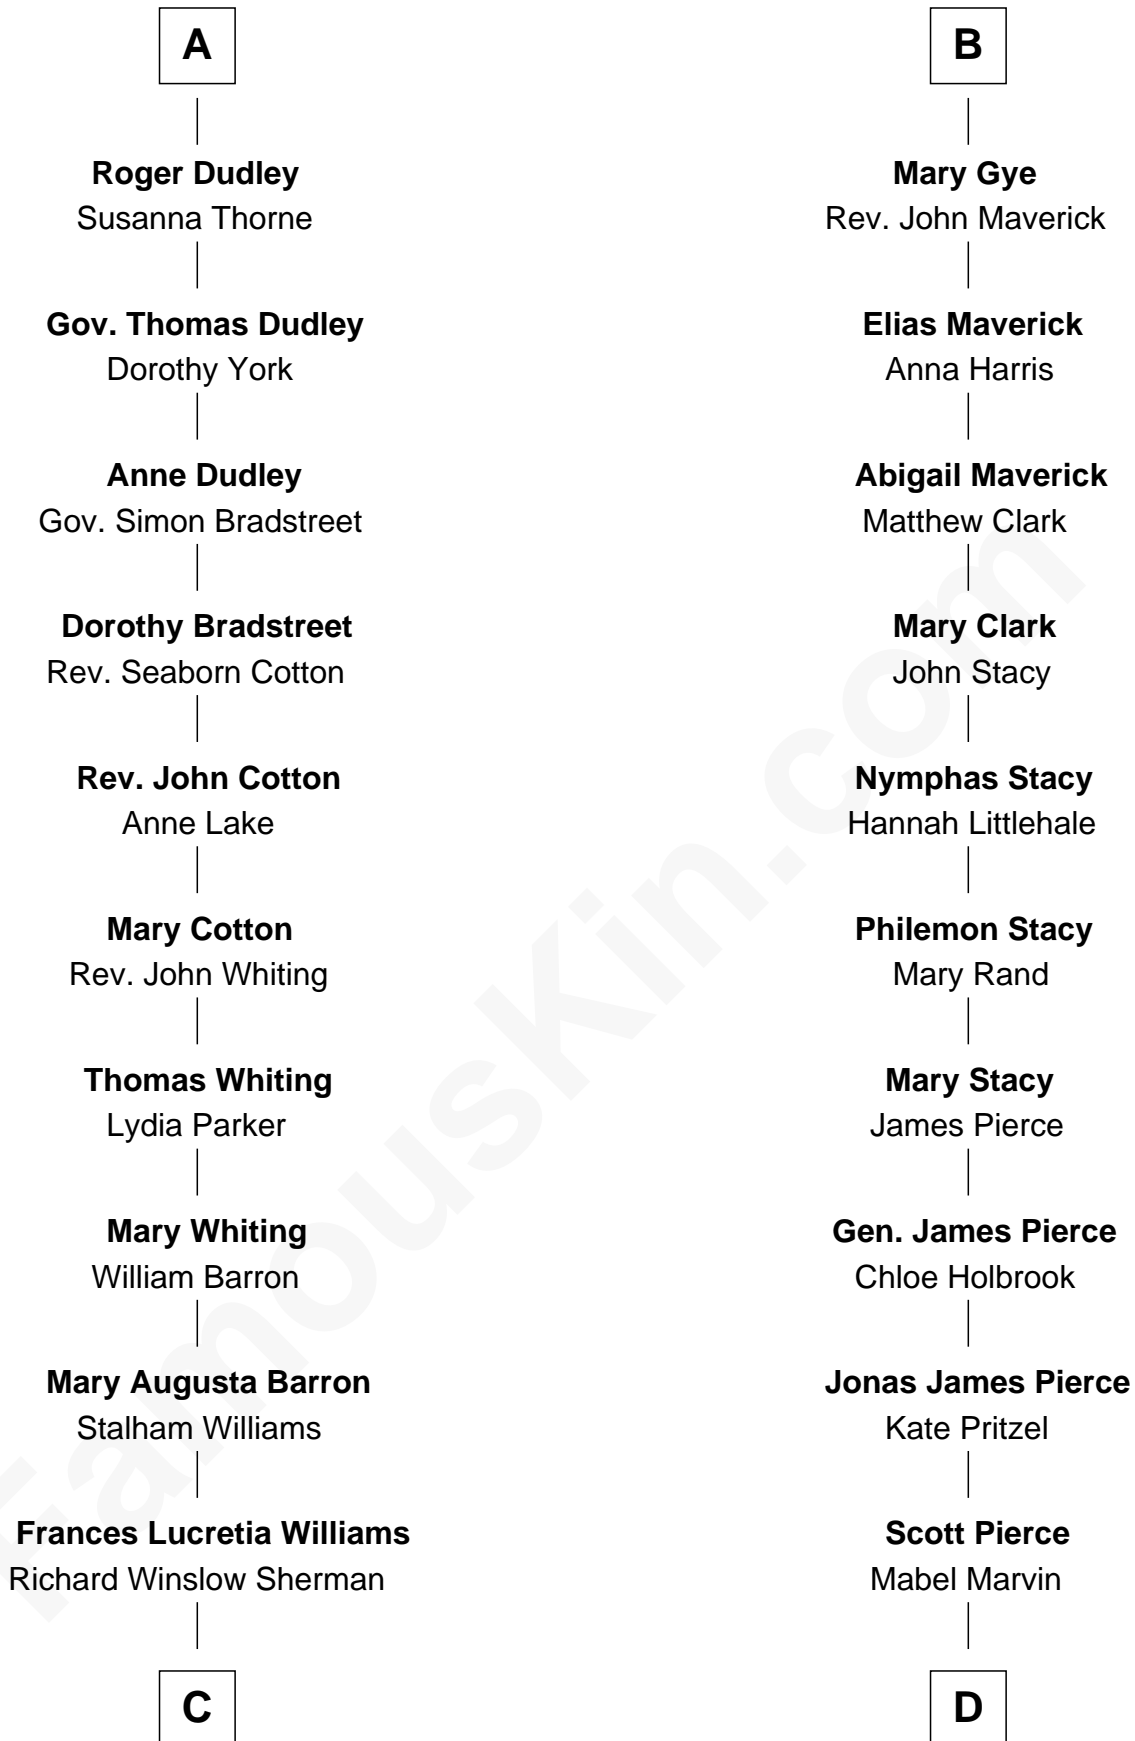 A
Roger Dudley
Susanna Thorne
Gov. Thomas Dudley
Dorothy York
Anne Dudley
Gov. Simon Bradstreet
Dorothy Bradstreet
Rev. Seaborn Cotton
Rev. John Cotton
Anne Lake
Mary Cotton
Rev. John Whiting
Thomas Whiting
Lydia Parker
Mary Whiting
William Barron
Mary Augusta Barron
Stalham Williams
Frances Lucretia Williams
Richard Winslow Sherman
C
B
Mary Gye
Rev. John Maverick
Elias Maverick
Anna Harris
Abigail Maverick
Matthew Clark
Mary Clark
John Stacy
Nymphas Stacy
Hannah Littlehale
Philemon Stacy
Mary Rand
Mary Stacy
James Pierce
Gen. James Pierce
Chloe Holbrook
Jonas James Pierce
Kate Pritzel
Scott Pierce
Mabel Marvin
D
FamousKin.com